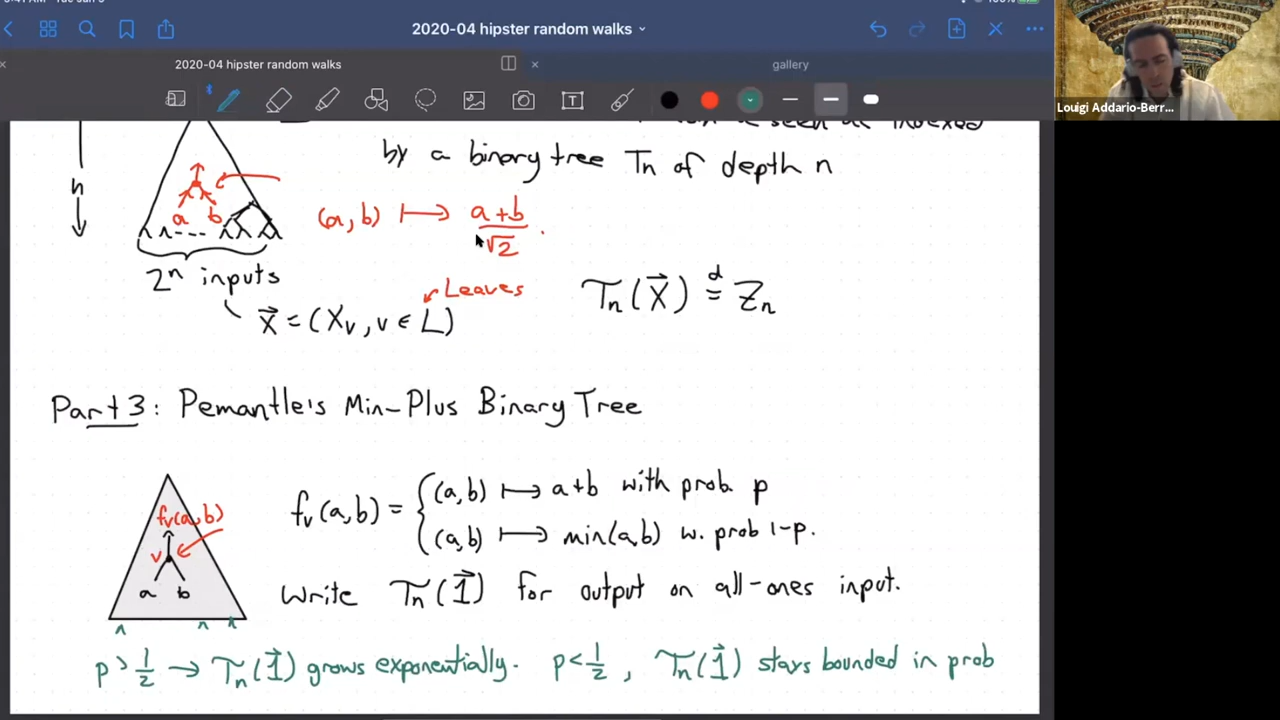 2020-04 hipster random walks
2020-04 hipster random walks
gallery
Louigi Addario-Berr...
indexed
by a binary tree Tn of depth n
n
a b
(a, b) ⟼ a+b / √2 .
2^n inputs
Leaves
X⃗ = (Xv, v ∈ L)
Tn(X⃗) =^d Zn
Part 3: Pemantle's Min-Plus Binary Tree
fv(a,b)
v
a b
fv(a,b) = { (a,b) ⟼ a+b with prob. p
(a,b) ⟼ min(a,b) w. prob 1-p.
Write Tn(1⃗) for output on all-ones input.
p > 1/2 → Tn(1⃗) grows exponentially. p < 1/2 , Tn(1⃗) stays bounded in prob